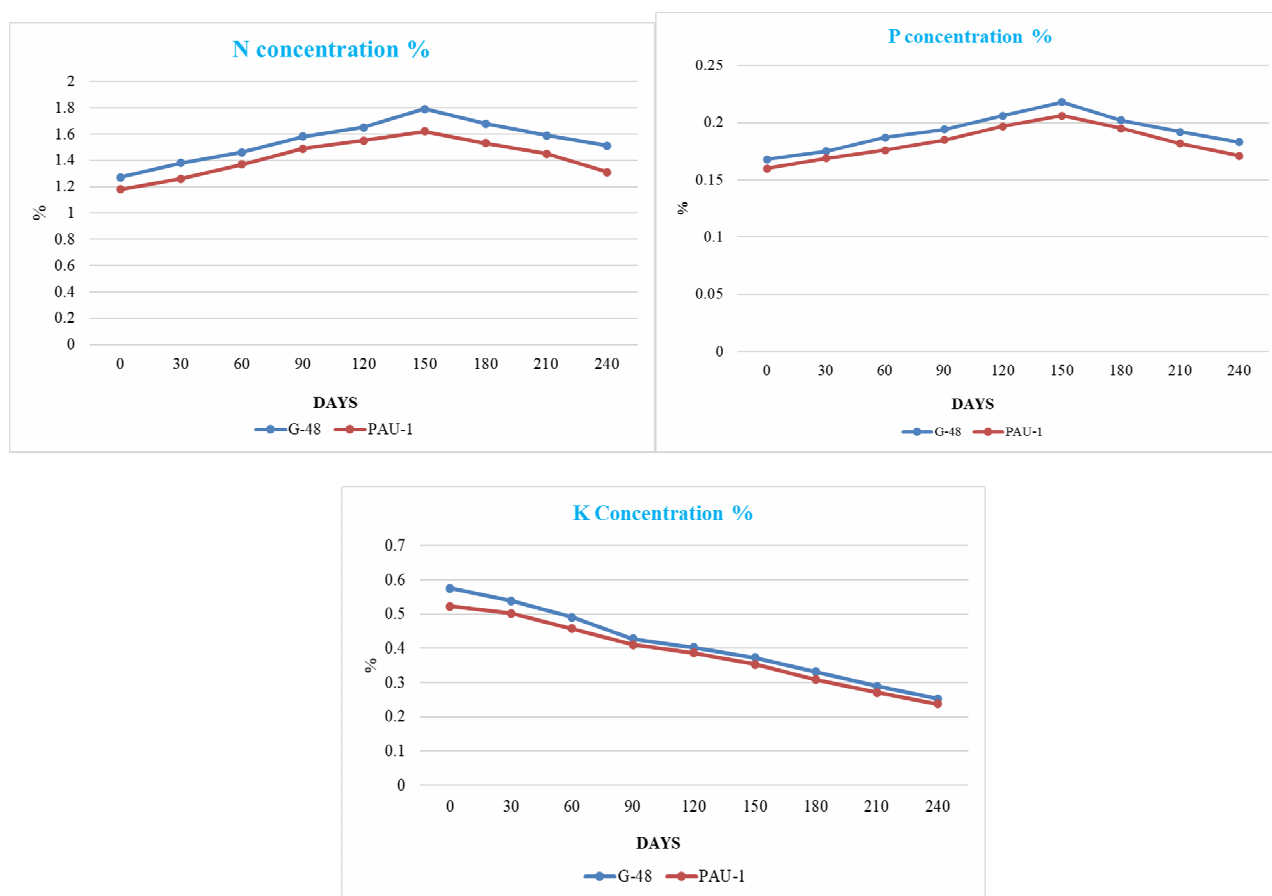 N concentration %
2
1.8
1.6
1.4
1.2
1
0.8
0.6
0.4
0.2
0
%
0 30 60 90 120 150 180 210 240
DAYS
G-48 PAU-1
P concentration %
0.25
0.2
0.15
0.1
0.05
0
%
0 30 60 90 120 150 180 210 240
DAYS
G-48 PAU-1
K Concentration %
0.7
0.6
0.5
0.4
0.3
0.2
0.1
0
%
0 30 60 90 120 150 180 210 240
DAYS
G-48 PAU-1